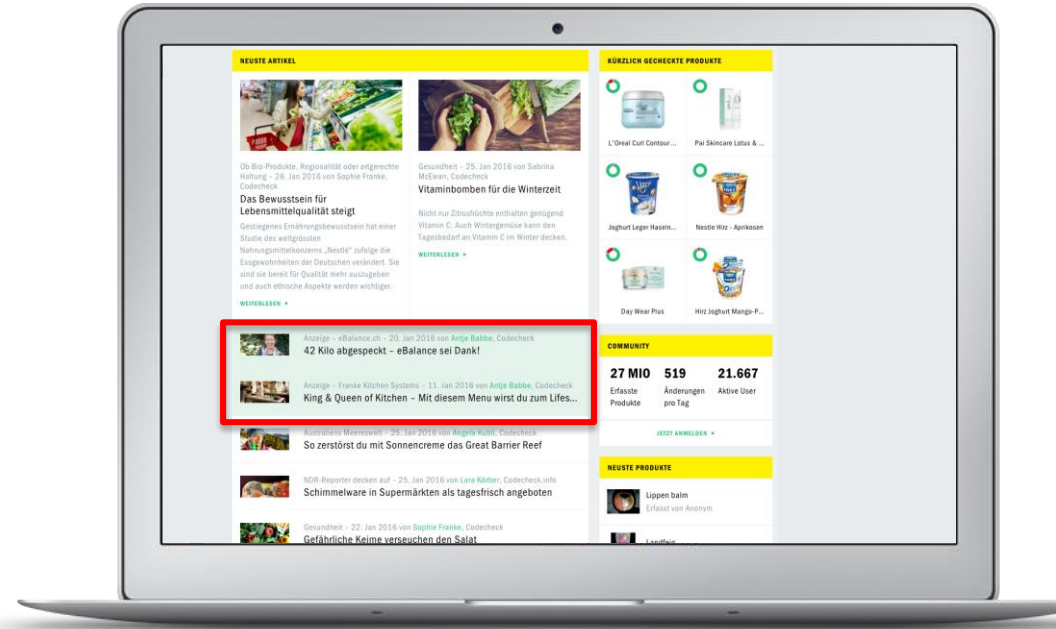 NEUSTE ARTIKEL
Ob Bio-Produkte, Regionalität oder artgerechte
Haltung – 26. Jan 2016 von Sophie Franke,
Codecheck
Das Bewusstsein für
Lebensmittelqualität steigt
Gestiegenes Ernährungsbewusstsein hat einer
Studie des weltgrössten
Nahrungsmittelkonzerns „Nestlé“ zufolge die
Essgewohnheiten der Deutschen verändert. Sie
sind sie bereit für Qualität mehr auszugeben
und auch ethische Aspekte werden wichtiger.
WEITERLESEN
Gesundheit – 25. Jan 2016 von Sabrina
McEwan, Codecheck
Vitaminbomben für die Winterzeit
Nicht nur Zitrusfrüchte enthalten genügend
Vitamin C. Auch Wintergemüse kann den
Tagesbedarf an Vitamin C im Winter decken.
WEITERLESEN
Anzeige – eBalance.ch – 20. Jan 2016 von Antje Babbe, Codecheck
42 Kilo abgespeckt – eBalance sei Dank!
Anzeige – Franke Kitchen Systems – 11. Jan 2016 von Antje Babbe, Codecheck
King & Queen of Kitchen – Mit diesem Menu wirst du zum Lifes...
Australiens Meereswelt – 25. Jan 2016 von Angela Kubli, Codecheck
So zerstörst du mit Sonnencreme das Great Barrier Reef
NDR-Reporter decken auf – 25. Jan 2016 von Lara Körber, Codecheck.info
Schimmelware in Supermärkten als tagesfrisch angeboten
Gesundheit – 22. Jan 2016 von Sophie Franke, Codecheck
Gefährliche Keime verseuchen den Salat
KÜRZLICH GECHECKTE PRODUKTE
L'Oreal Curl Contour...
Pai Skincare Lotus & ...
Joghurt Leger Haseln...
Nestle Hirz - Aprikosen
Day Wear Plus
Hirz Joghurt Mango-P...
COMMUNITY
27 MIO 519 21.667
Erfasste Änderungen Aktive User
Produkte pro Tag
JETZT ANMELDEN
NEUSTE PRODUKTE
Lippen balm
Erfasst von Anonym
Landfein